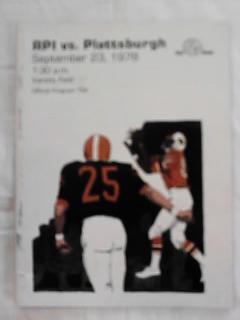 RPI vs. Plattsburgh
September 23, 1978
1:30 p.m.
Official Program 75¢
25